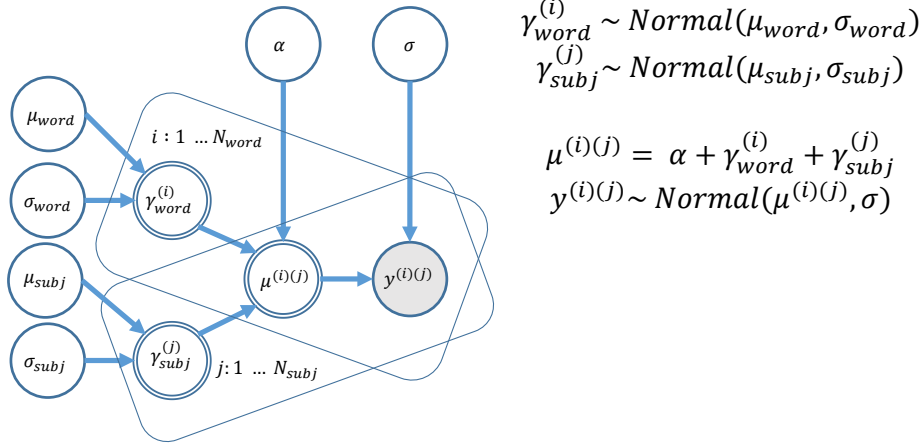 α
σ
μ_word
i : 1 … N_word
σ_word
γ_word^(i)
μ_subj
μ^(i)(j)
y^(i)(j)
σ_subj
γ_subj^(j)
j: 1 … N_subj
γ_word^(i) ~ Normal(μ_word, σ_word)
γ_subj^(j) ~ Normal(μ_subj, σ_subj)
μ^(i)(j) = α + γ_word^(i) + γ_subj^(j)
y^(i)(j) ~ Normal(μ^(i)(j), σ)